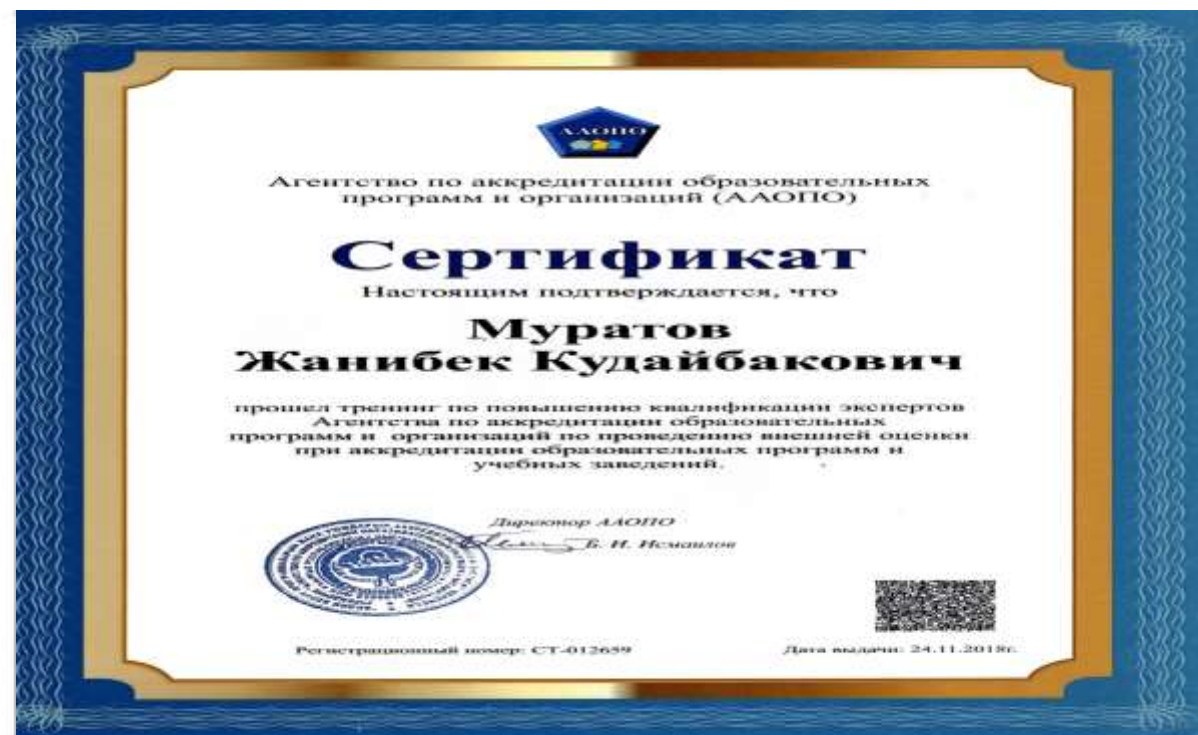 ААОПО
Агентство по аккредитации образовательных
программ и организаций (ААОПО)
Сертификат
Настоящим подтверждается, что
Муратов
Жанибек Кудайбакович
прошел тренинг по повышению квалификации экспертов
Агентства по аккредитации образовательных
программ и организаций по проведению внешней оценки
при аккредитации образовательных программ и
учебных заведений.
Директор ААОПО
Б. И. Исмаилов
Регистрационный номер: СТ-012659
Дата выдачи: 24.11.2018г.